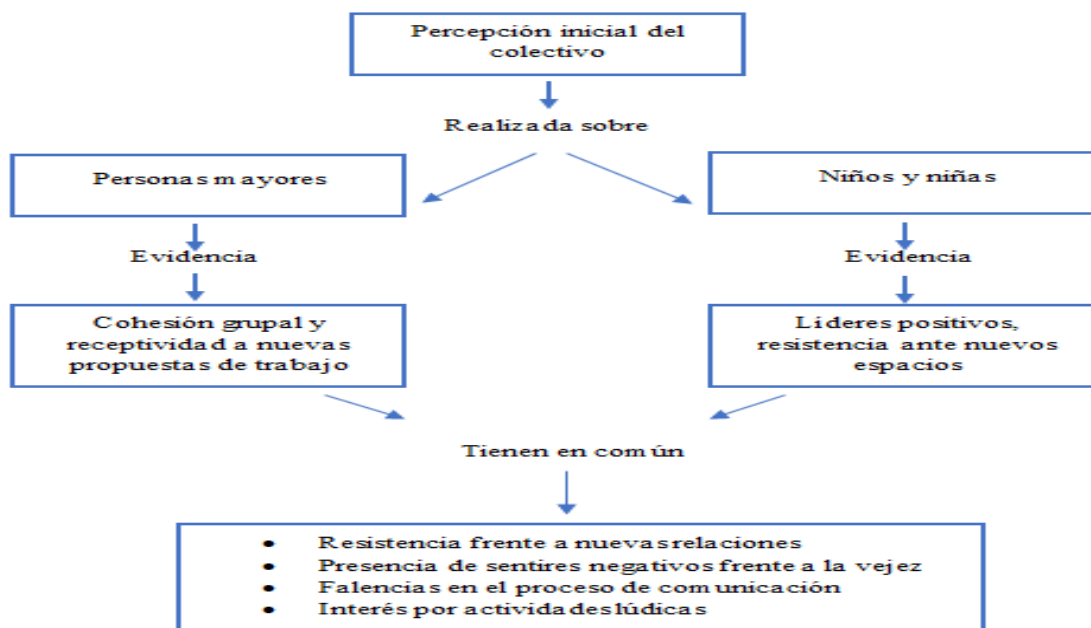 Percepción inicial del
colectivo
Realizada sobre
Personas mayores
Niños y niñas
Evidencia
Evidencia
Cohesión grupal y
receptividad a nuevas
propuestas de trabajo
Líderes positivos,
resistencia ante nuevos
espacios
Tienen en común
• Resistencia frente a nuevas relaciones
• Presencia de sentires negativos frente a la vejez
• Falencias en el proceso de comunicación
• Interés por actividades lúdicas